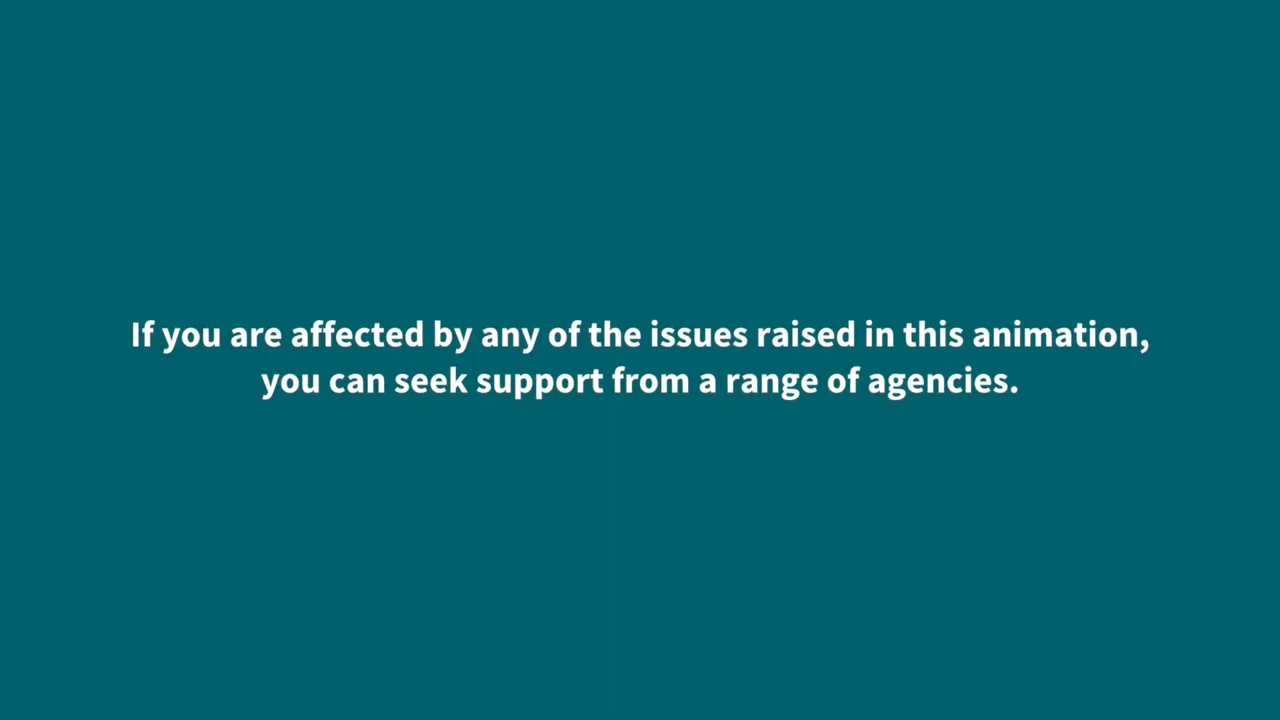 If you are affected by any of the issues raised in this animation,
you can seek support from a range of agencies.